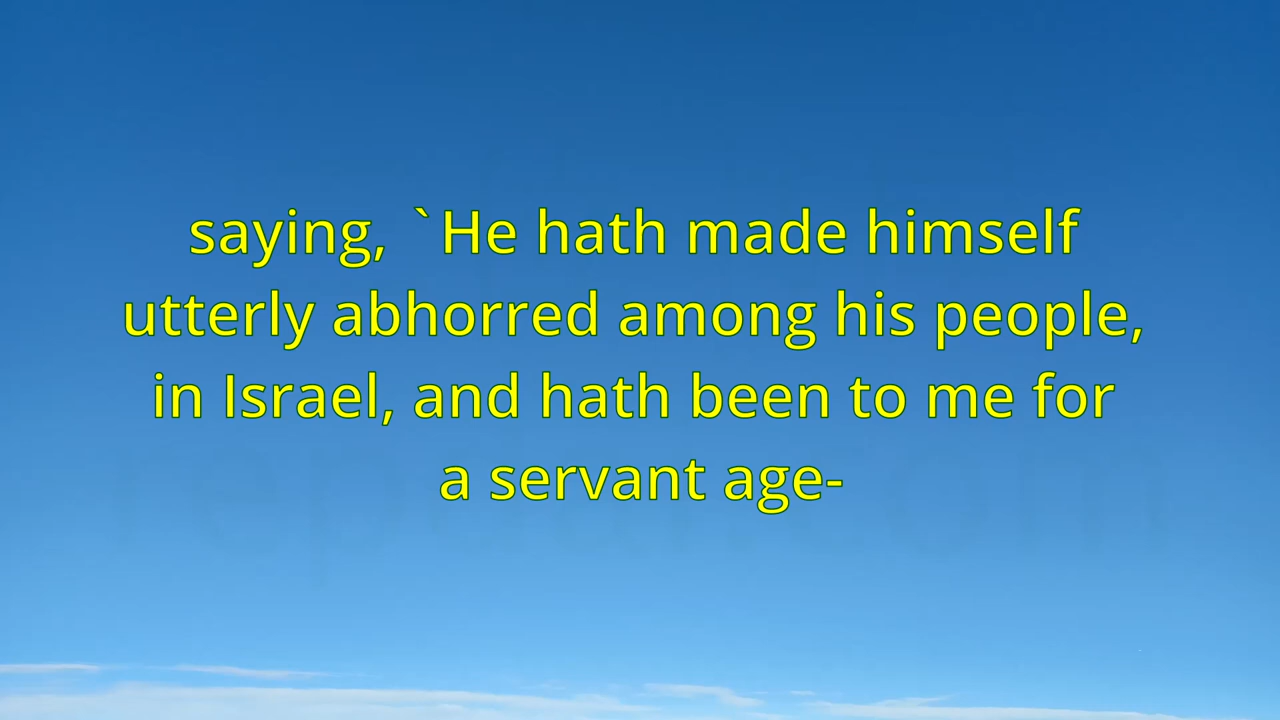 saying, `He hath made himself
utterly abhorred among his people,
in Israel, and hath been to me for
a servant age-